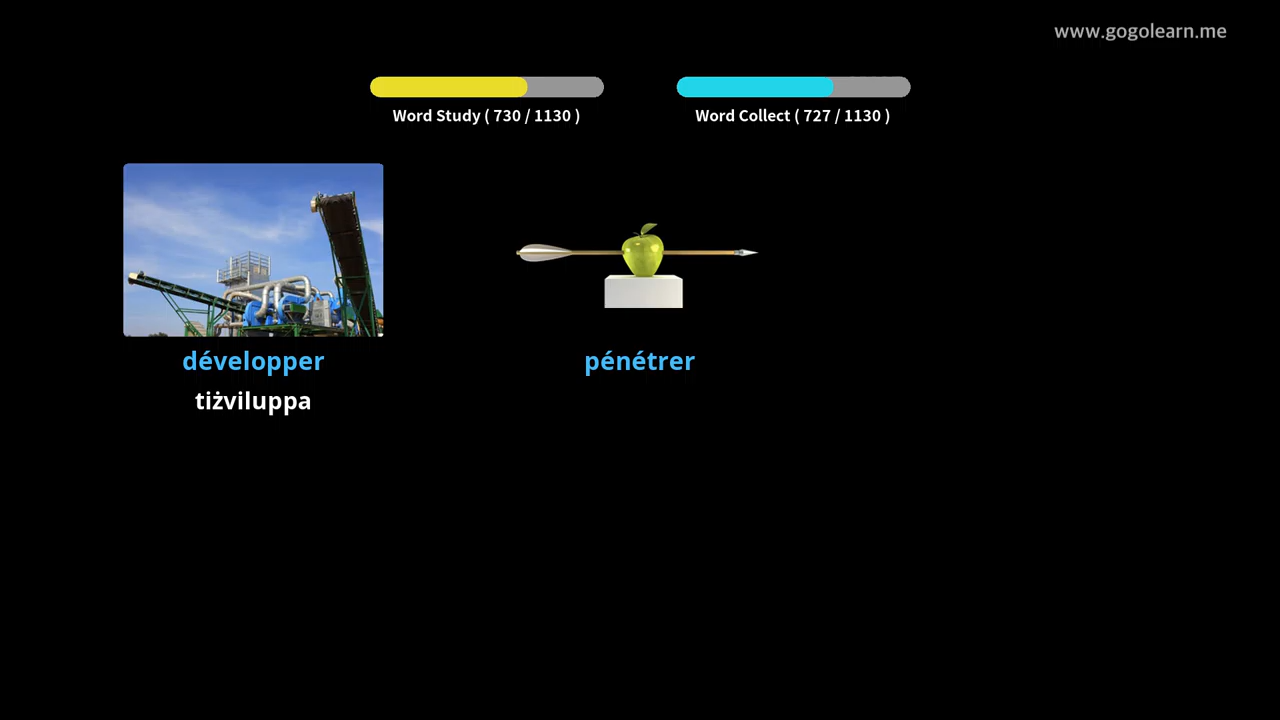 www.gogolearn.me
Word Study ( 730 / 1130 )
Word Collect ( 727 / 1130 )
développer
pénétrer
tiżviluppa